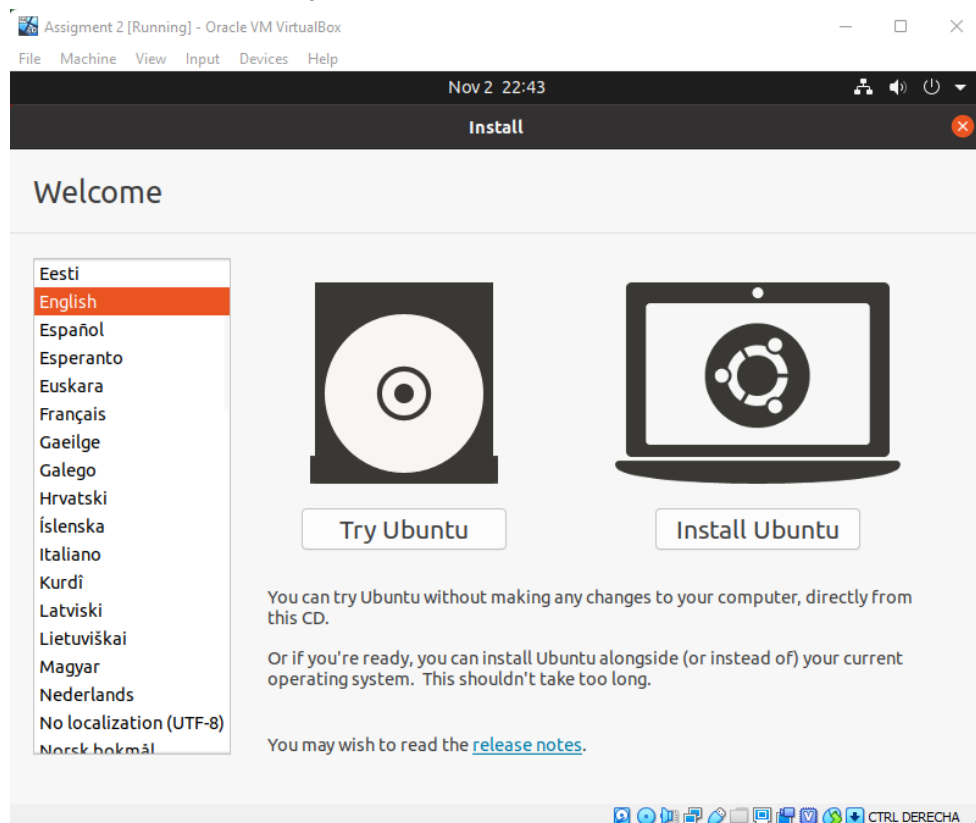 Assigment 2 [Running] - Oracle VM VirtualBox
File Machine View Input Devices Help
Nov 2 22:43
Install
Welcome
Eesti
English
Español
Esperanto
Euskara
Français
Gaeilge
Galego
Hrvatski
Íslenska
Italiano
Kurdî
Latviski
Lietuviškai
Magyar
Nederlands
No localization (UTF-8)
Norsk bokmål
Try Ubuntu
Install Ubuntu
You can try Ubuntu without making any changes to your computer, directly from
this CD.
Or if you're ready, you can install Ubuntu alongside (or instead of) your current
operating system. This shouldn't take too long.
You may wish to read the release notes.
CTRL DERECHA